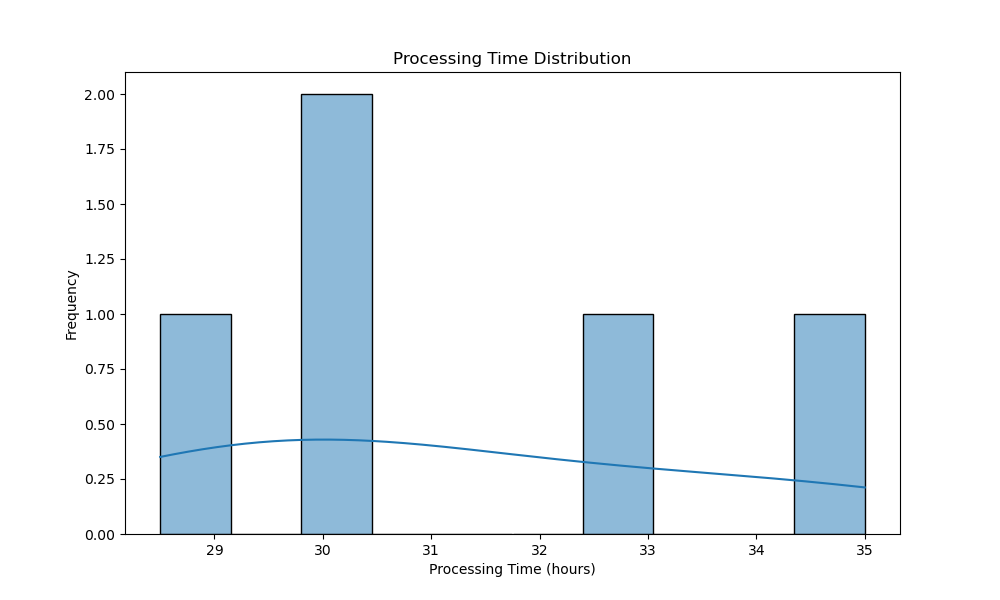 Processing Time Distribution
2.00
1.75
1.50
1.25
1.00
0.75
0.50
0.25
0.00
Frequency
29 30 31 32 33 34 35
Processing Time (hours)